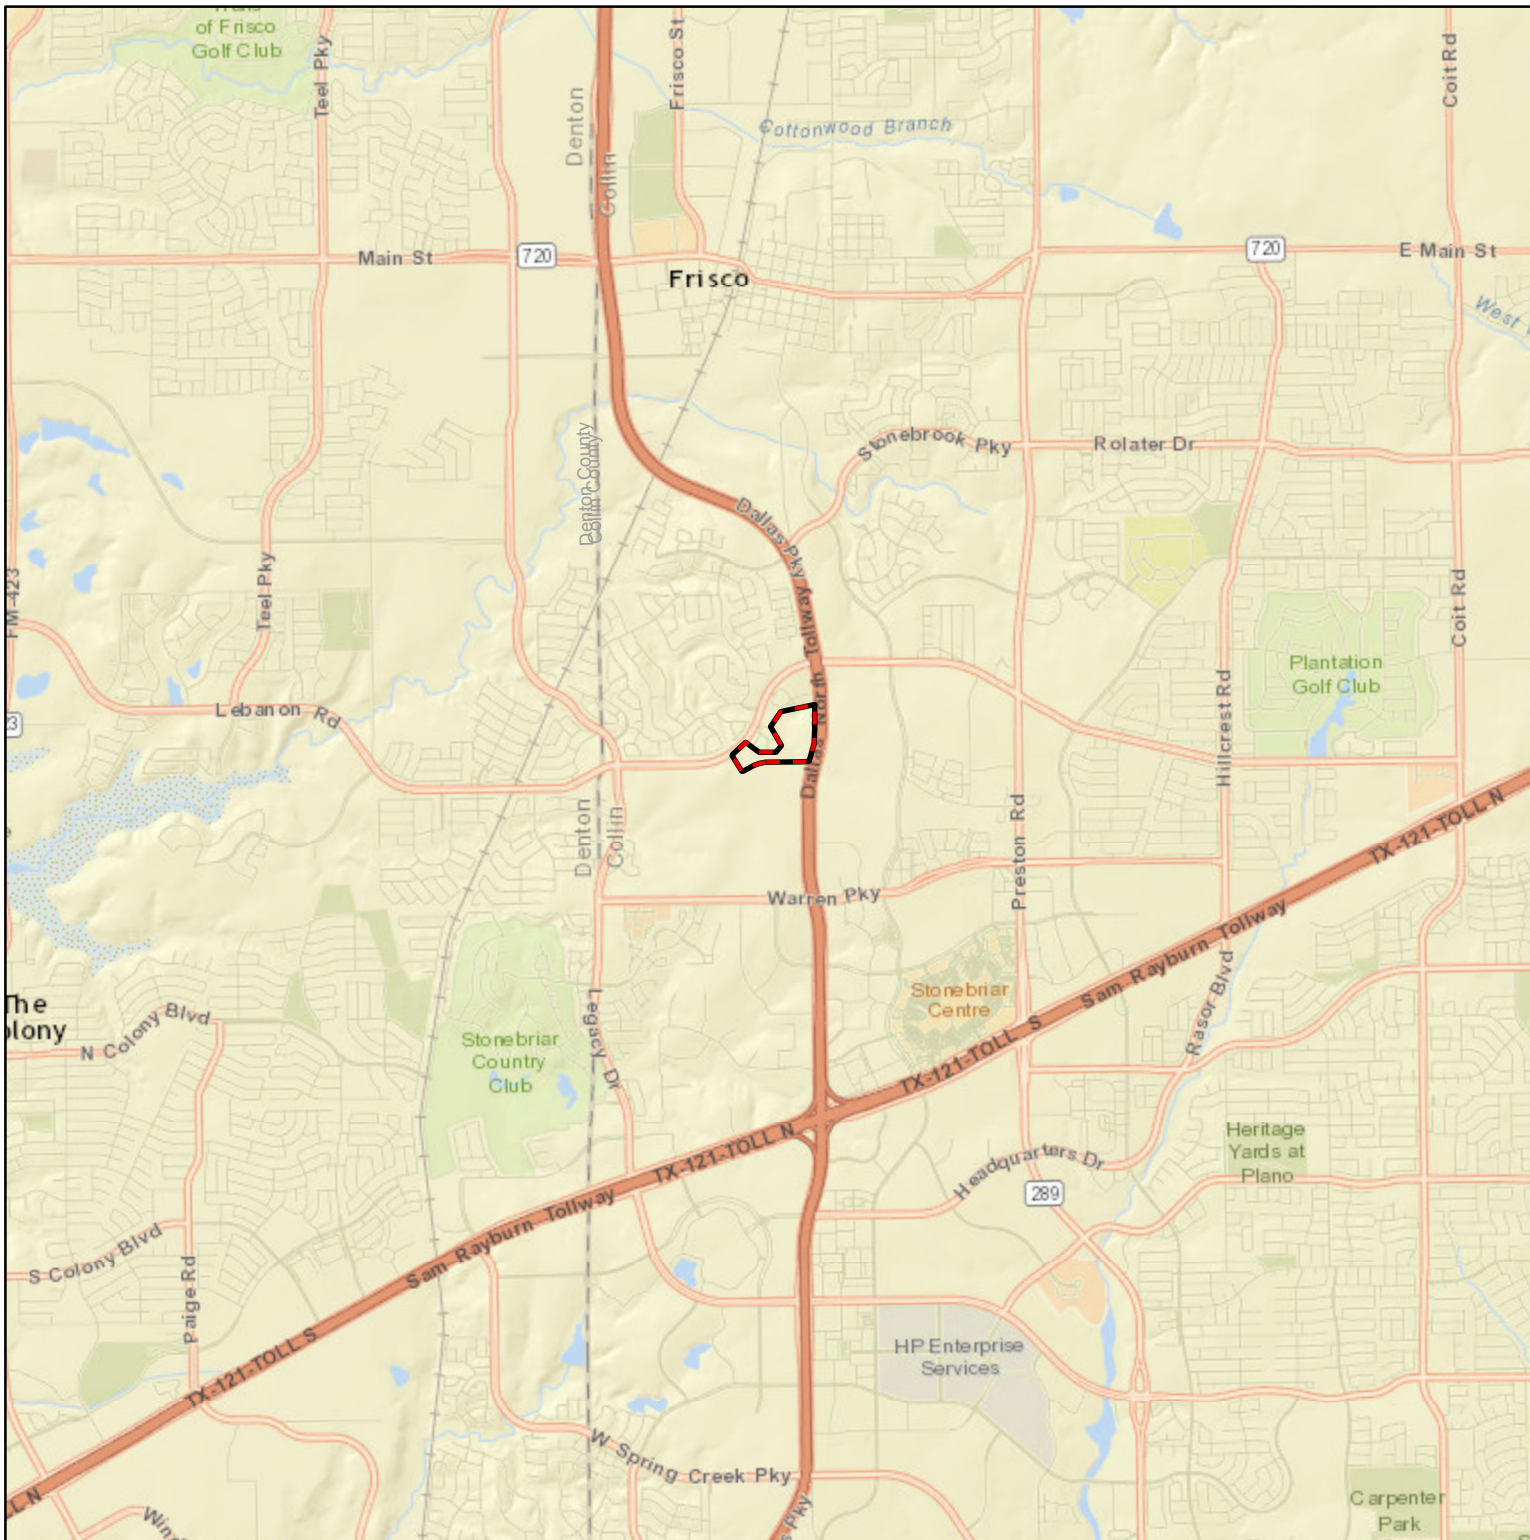 of Frisco
Golf Club
Teel Pky
Denton
Collin
Frisco St
Cottonwood Branch
Coit Rd
Main St
720
Frisco
720
E Main St
West
Denton County
Collin County
Stonebrook Pky
Rolater Dr
Dallas Pky
FM-423
Teel Pky
Dallas North Tollway
Coit Rd
Plantation
Golf Club
Lebanon Rd
Hillcrest Rd
Dallas
Denton
Collin
Preston Rd
TX-121-TOLL N
Warren Pky
Sam Rayburn Tollway
Stonebriar
Centre
The
olony
N Colony Blvd
Legacy Dr
Stonebriar
Country
Club
TX-121-TOLL S
Rasor Blvd
TX-121-TOLL N
Headquarters Dr
Heritage
Yards at
Plano
289
Sam Rayburn Tollway
S Colony Blvd
Paige Rd
HP Enterprise
Services
TX-121-TOLL S
W Spring Creek Pky
L N
s Pky
Carpenter
Park